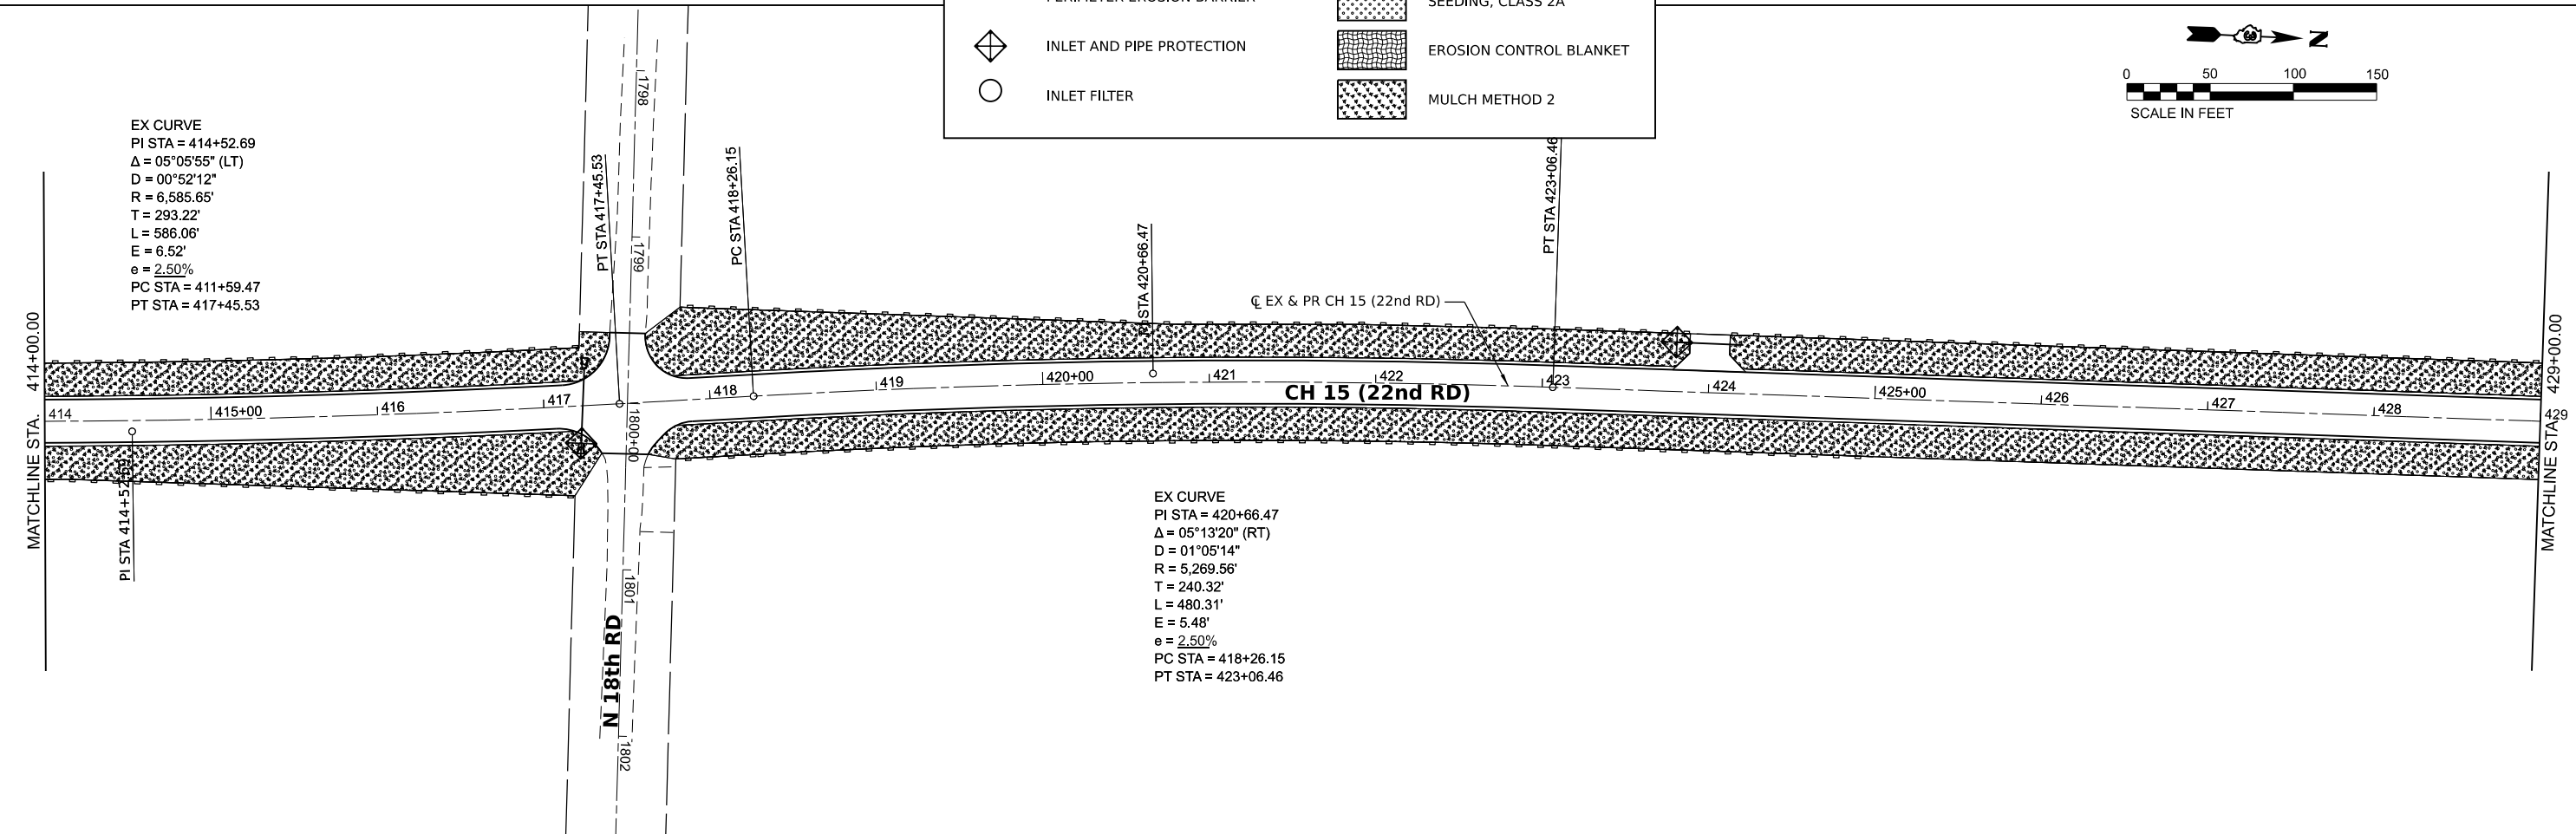 PERIMETER EROSION BARRIER
SEEDING, CLASS 2A
INLET AND PIPE PROTECTION
EROSION CONTROL BLANKET
INLET FILTER
MULCH METHOD 2
N
0 50 100 150
SCALE IN FEET
EX CURVE
PI STA = 414+52.69
Δ = 05°05'55" (LT)
D = 00°52'12"
R = 6,585.65'
T = 293.22'
L = 586.06'
E = 6.52'
e = 2.50%
PC STA = 411+59.47
PT STA = 417+45.53
1798
1799
1800+00
1801
1802
PT STA 417+45.53
PC STA 418+26.15
STA 420+66.47
PT STA 423+06.46
℄ EX & PR CH 15 (22nd RD)
MATCHLINE STA. 414+00.00
414 415+00 416 417 418 419 420+00 421 422 423 424 425+00 426 427 428 429
CH 15 (22nd RD)
MATCHLINE STA. 429+00.00
PI STA 414+52.69
N 18th RD
EX CURVE
PI STA = 420+66.47
Δ = 05°13'20" (RT)
D = 01°05'14"
R = 5,269.56'
T = 240.32'
L = 480.31'
E = 5.48'
e = 2.50%
PC STA = 418+26.15
PT STA = 423+06.46